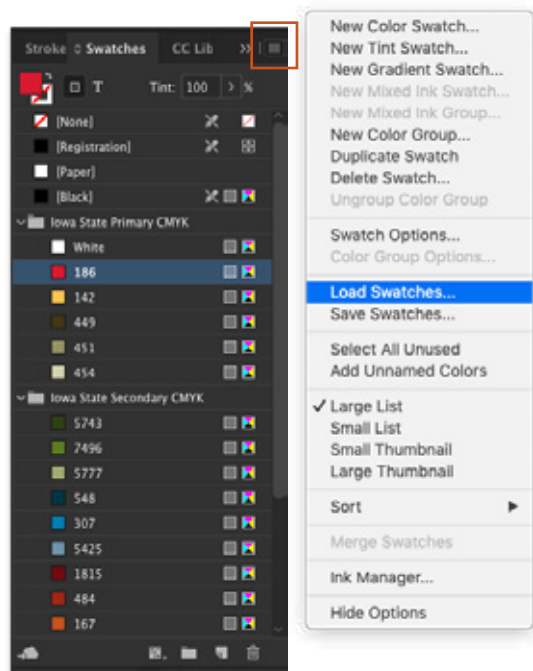 Stroke Swatches CC Lib
T Tint: 100 > %
[None]
[Registration]
[Paper]
[Black]
Iowa State Primary CMYK
White
186
142
449
451
454
Iowa State Secondary CMYK
5743
7496
5777
548
307
5425
1815
484
167
New Color Swatch...
New Tint Swatch...
New Gradient Swatch...
New Mixed Ink Swatch...
New Mixed Ink Group...
New Color Group...
Duplicate Swatch
Delete Swatch...
Ungroup Color Group
Swatch Options...
Color Group Options...
Load Swatches...
Save Swatches...
Select All Unused
Add Unnamed Colors
Large List
Small List
Small Thumbnail
Large Thumbnail
Sort
Merge Swatches
Ink Manager...
Hide Options